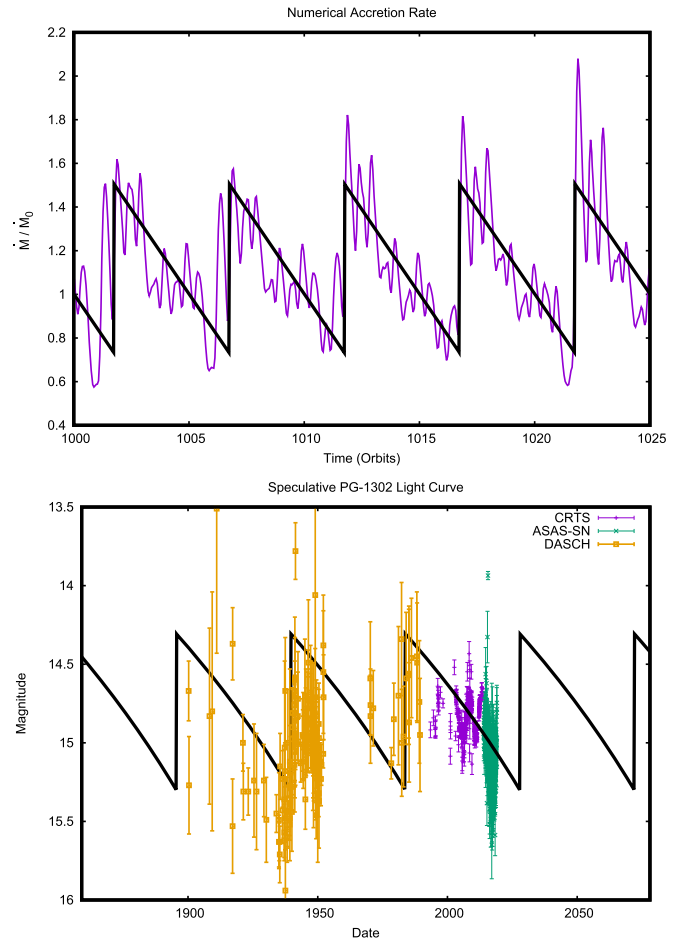 Numerical Accretion Rate
2.2
2
1.8
1.6
1.4
1.2
1
0.8
0.6
0.4
Ṁ / Ṁ₀
1000 1005 1010 1015 1020 1025
Time (Orbits)
Speculative PG-1302 Light Curve
13.5
14
14.5
15
15.5
16
Magnitude
CRTS
ASAS-SN
DASCH
1900 1950 2000 2050
Date